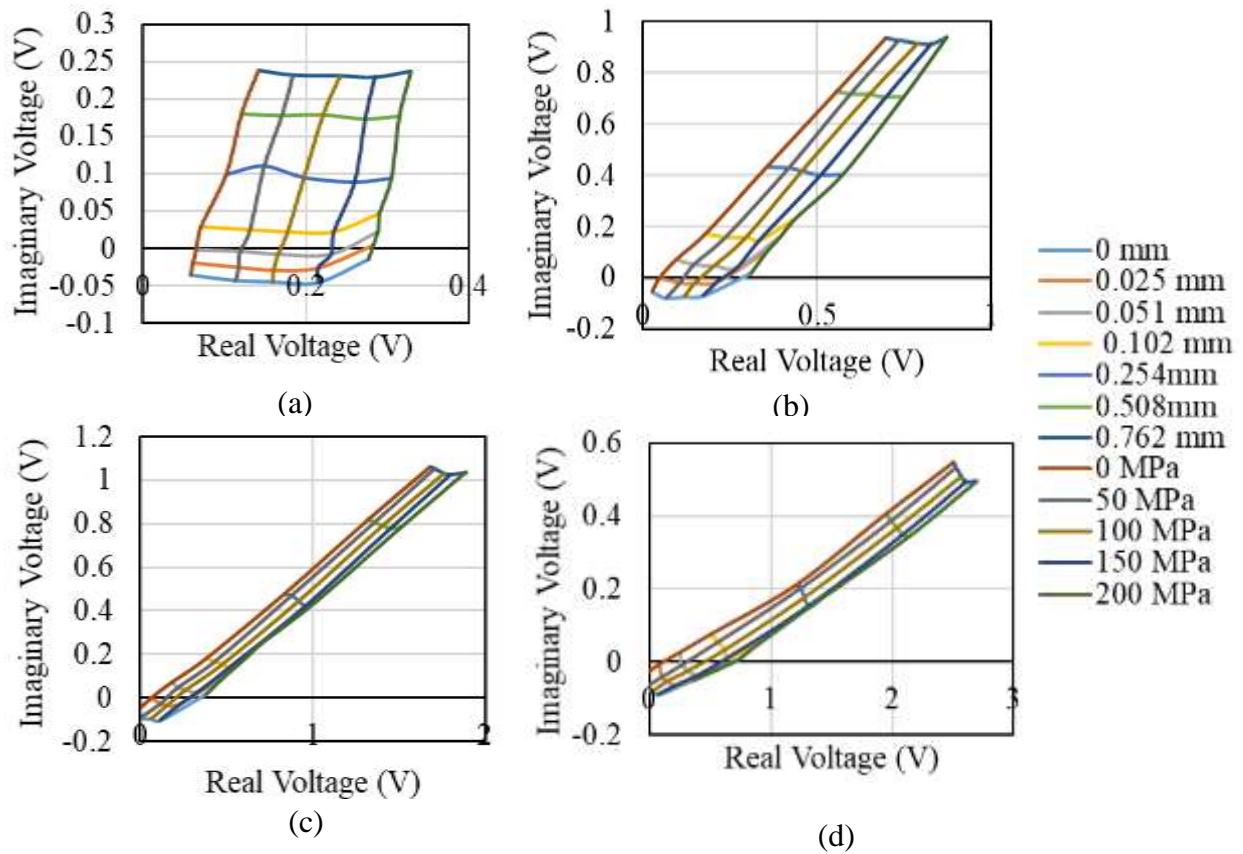 0.3
0.25
0.2
0.15
0.1
0.05
0
-0.05
-0.1
Imaginary Voltage (V)
0
0.2
0.4
Real Voltage (V)
(a)
1
0.8
0.6
0.4
0.2
0
-0.2
Imaginary Voltage (V)
0
0.5
1
Real Voltage (V)
(b)
1.2
1
0.8
0.6
0.4
0.2
0
-0.2
Imaginary Voltage (V)
0
1
2
Real Voltage (V)
(c)
0.6
0.4
0.2
0
-0.2
Imaginary Voltage (V)
0
1
2
3
Real Voltage (V)
(d)
0 mm
0.025 mm
0.051 mm
0.102 mm
0.254mm
0.508mm
0.762 mm
0 MPa
50 MPa
100 MPa
150 MPa
200 MPa